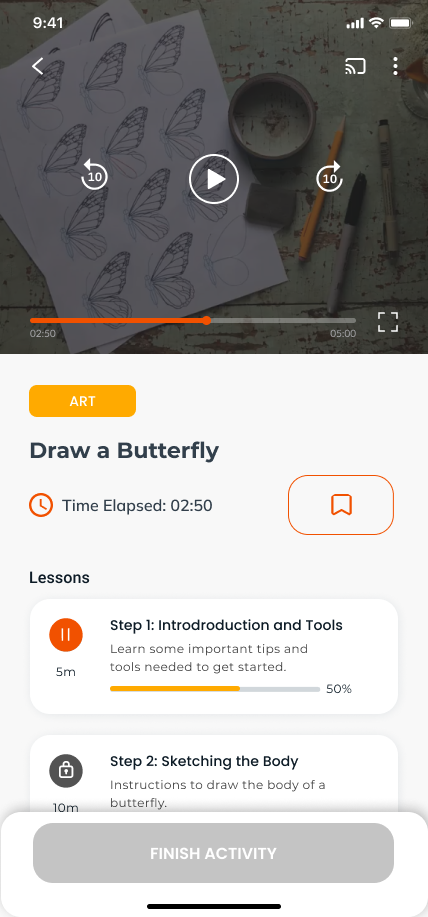 9:41
10
10
02:50
05:00
ART
Draw a Butterfly
Time Elapsed: 02:50
Lessons
Step 1: Introdroduction and Tools
Learn some important tips and
tools needed to get started.
5m
50%
Step 2: Sketching the Body
Instructions to draw the body of a
butterfly.
10m
FINISH ACTIVITY